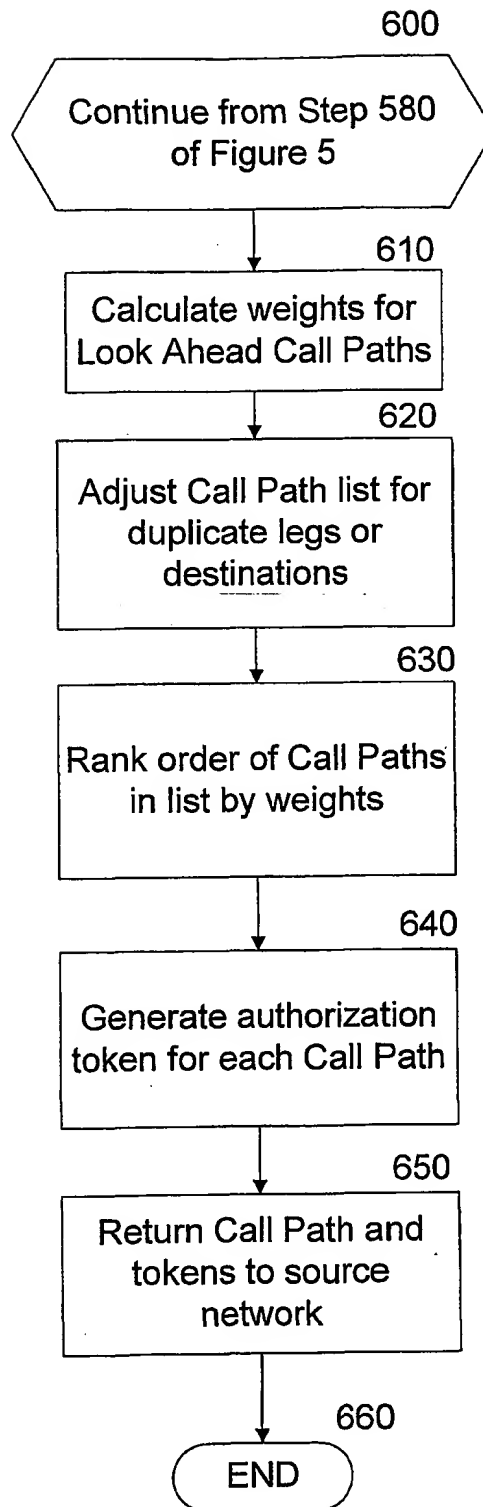 600
Continue from Step 580
of Figure 5
610
Calculate weights for
Look Ahead Call Paths
620
Adjust Call Path list for
duplicate legs or
destinations
630
Rank order of Call Paths
in list by weights
640
Generate authorization
token for each Call Path
650
Return Call Path and
tokens to source
network
660
END